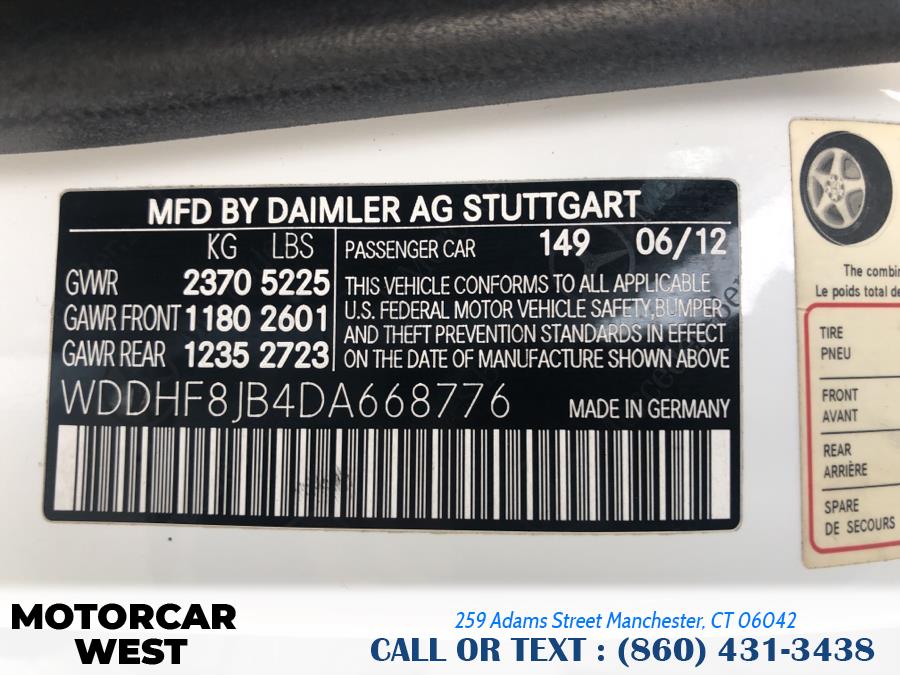 MFD BY DAIMLER AG STUTTGART
KG LBS
GVWR 2370 5225
GAWR FRONT 1180 2601
GAWR REAR 1235 2723
PASSENGER CAR 149 06/12
THIS VEHICLE CONFORMS TO ALL APPLICABLE
U.S. FEDERAL MOTOR VEHICLE SAFETY, BUMPER
AND THEFT PREVENTION STANDARDS IN EFFECT
ON THE DATE OF MANUFACTURE SHOWN ABOVE
WDDHF8JB4DA668776 MADE IN GERMANY
The combin
Le poids total de
TIRE
PNEU
FRONT
AVANT
REAR
ARRIÈRE
SPARE
DE SECOURS
MOTORCAR
WEST
259 Adams Street Manchester, CT 06042
CALL OR TEXT : (860) 431-3438